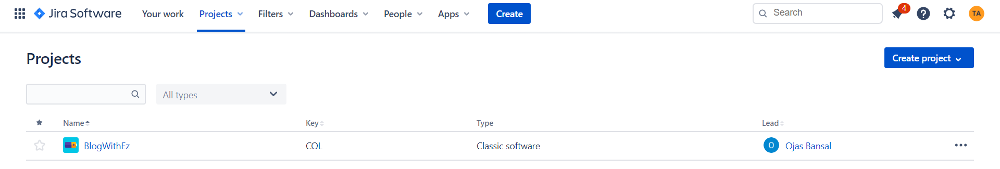 Jira Software Your work Projects Filters Dashboards People Apps Create Search 4 ? TA
Projects
Create project
All types
Name Key Type Lead
BlogWithEz COL Classic software O Ojas Bansal